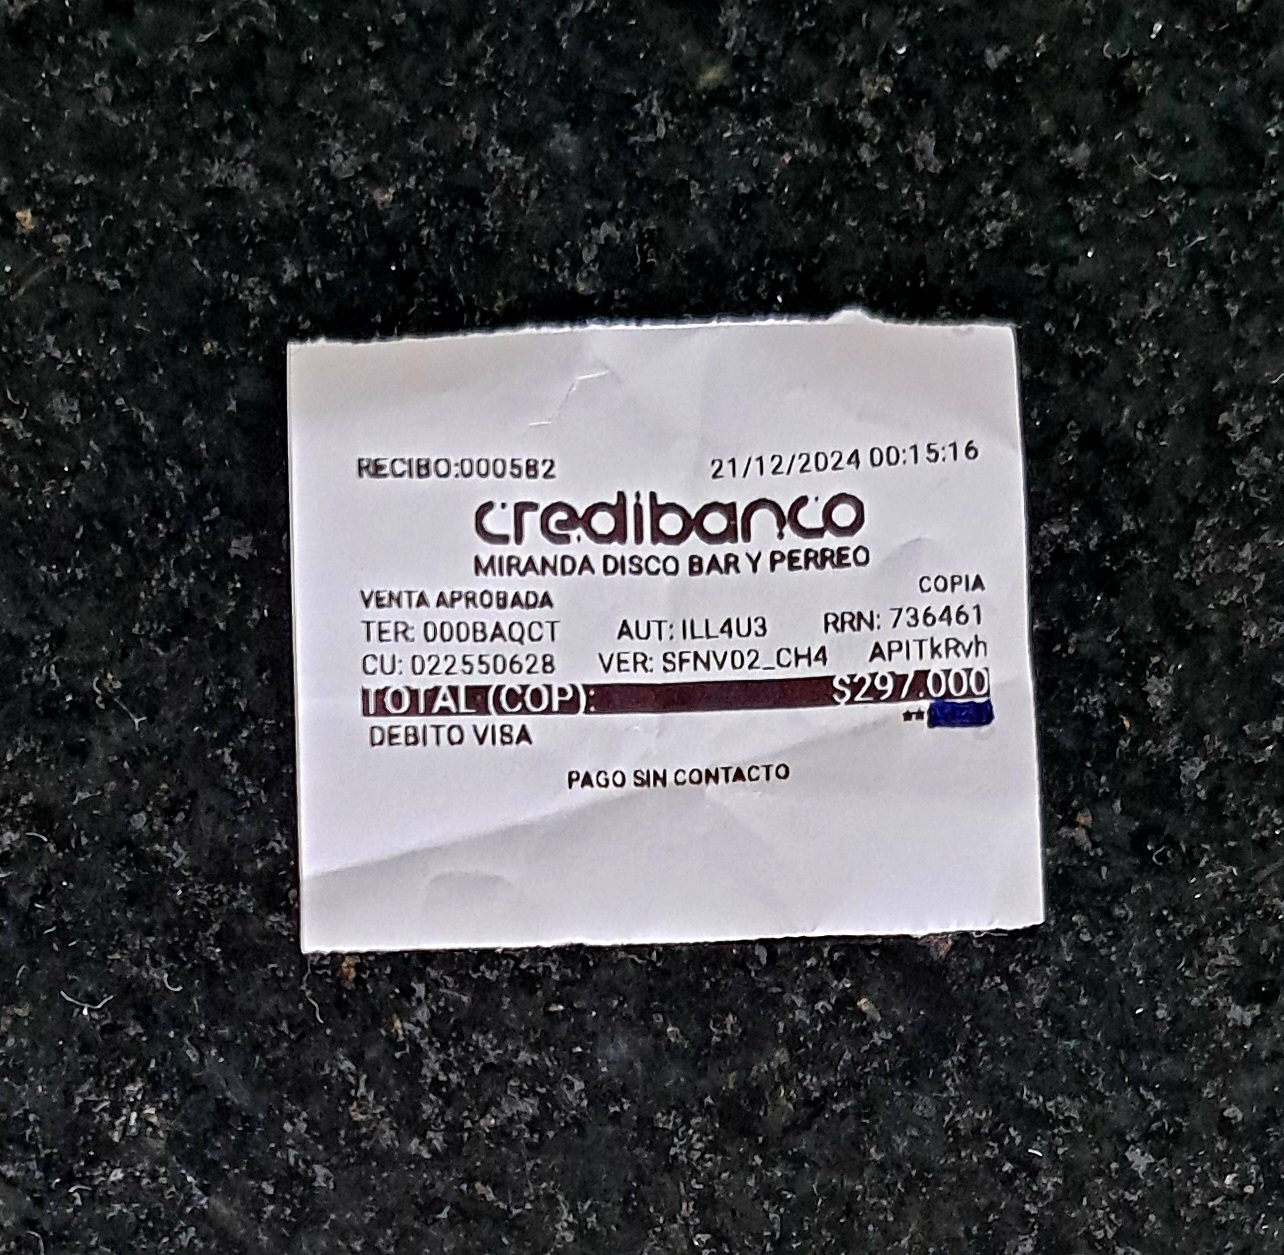 RECIBO:000582 21/12/2024 00:15:16
credibanco
MIRANDA DISCO BAR Y PERREO
COPIA
VENTA APROBADA
TER: 000BAQCT AUT: ILL4U3 RRN: 736461
CU: 022550628 VER: SFNV02_CH4 APITkRvh
TOTAL (COP): $297.000
**
DEBITO VISA
PAGO SIN CONTACTO